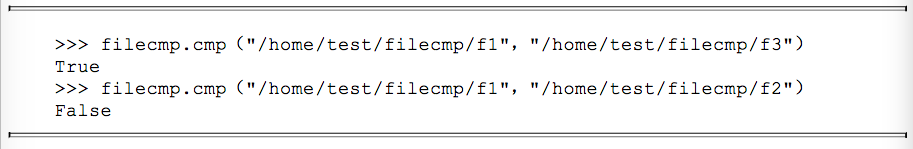 >>> filecmp.cmp ("/home/test/filecmp/f1", "/home/test/filecmp/f3")
True
>>> filecmp.cmp ("/home/test/filecmp/f1", "/home/test/filecmp/f2")
False